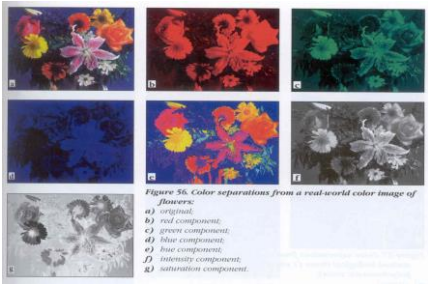 a
b
c
d
e
f
g
Figure 56. Color separations from a real-world color image of
flowers:
a) original;
b) red component;
c) green component;
d) blue component;
e) hue component;
f) intensity component;
g) saturation component.